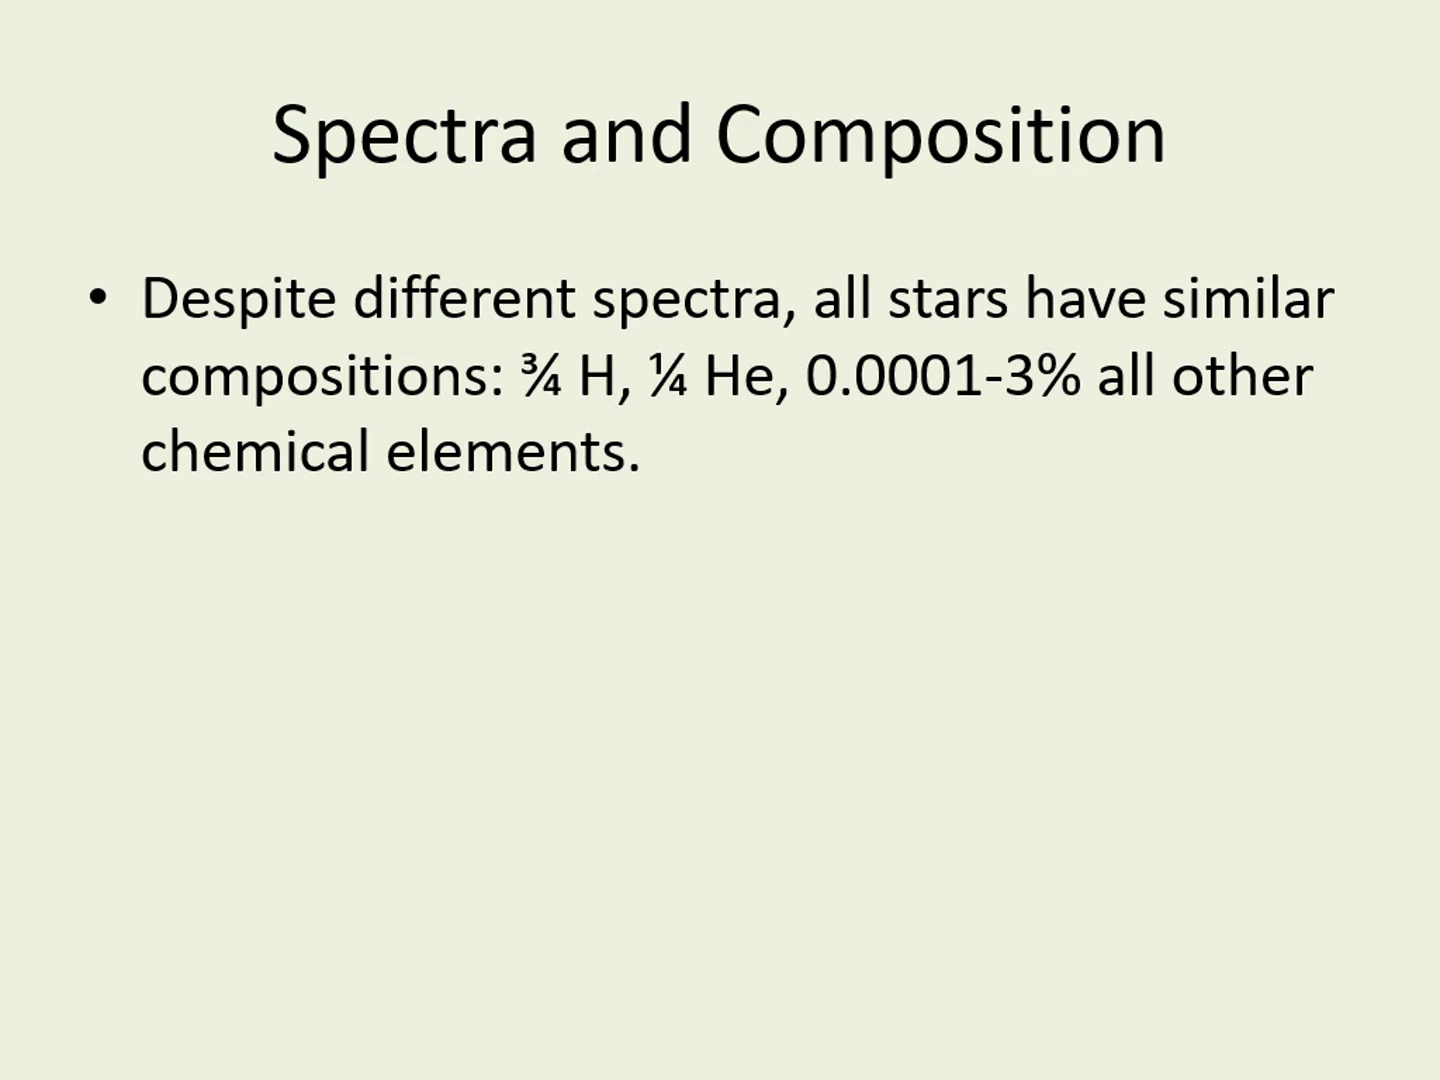 Spectra and Composition
• Despite different spectra, all stars have similar
compositions: ¾ H, ¼ He, 0.0001-3% all other
chemical elements.